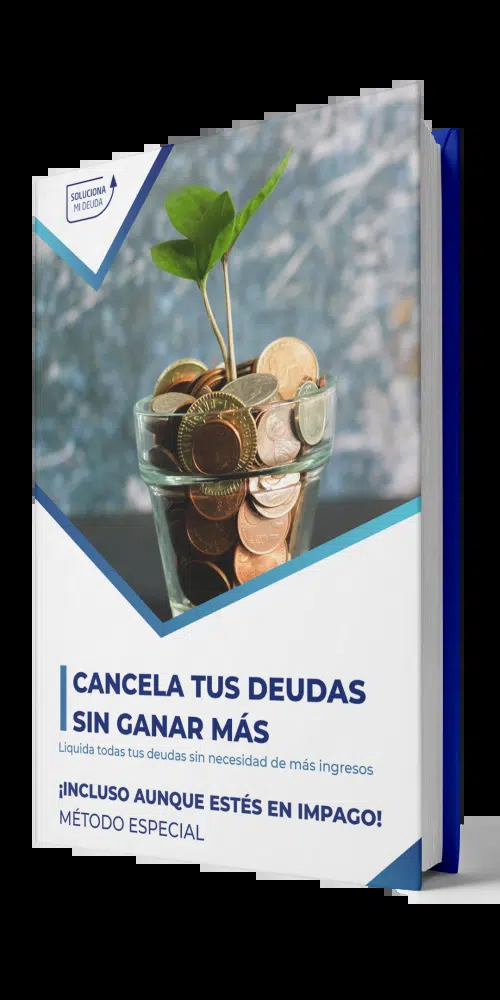 SOLUCIONA
MI DEUDA
CANCELA TUS DEUDAS
SIN GANAR MÁS
Liquida todas tus deudas sin necesidad de más ingresos
¡INCLUSO AUNQUE ESTÉS EN IMPAGO!
MÉTODO ESPECIAL